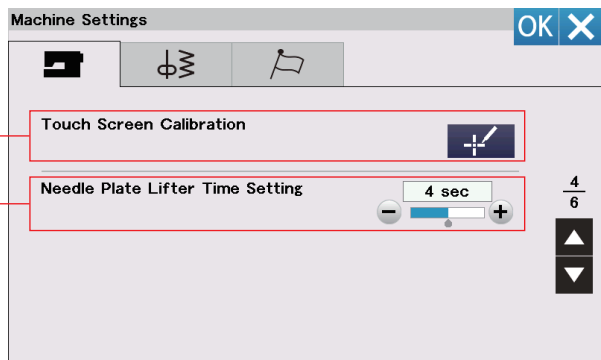 Machine Settings
OK
Touch Screen Calibration
Needle Plate Lifter Time Setting
4 sec
4
6